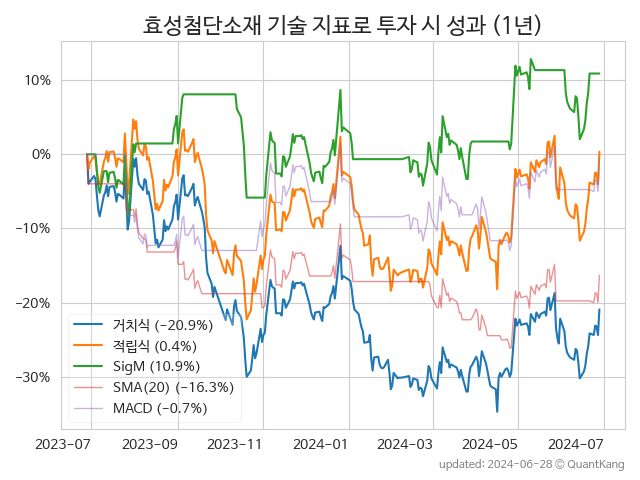 효성첨단소재 기술 지표로 투자 시 성과 (1년)
10%
0%
−10%
−20%
−30%
거치식 (−20.9%)
적립식 (0.4%)
SigM (10.9%)
SMA(20) (−16.3%)
MACD (−0.7%)
2023-07
2023-09
2023-11
2024-01
2024-03
2024-05
2024-07
updated: 2024-06-28 © QuantKang